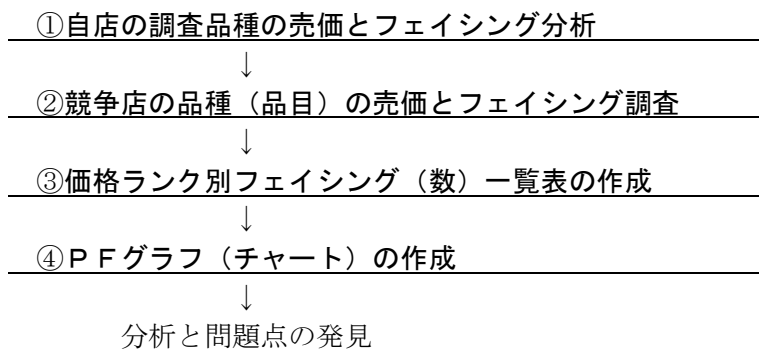 ①自店の調査品種の売価とフェイシング分析
↓
②競争店の品種（品目）の売価とフェイシング調査
↓
③価格ランク別フェイシング（数）一覧表の作成
↓
④ＰＦグラフ（チャート）の作成
↓
分析と問題点の発見